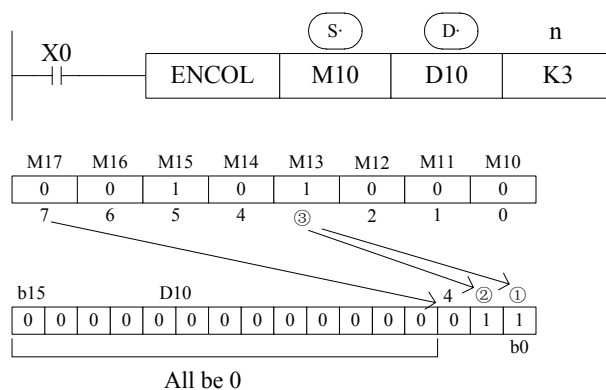 S· D· n
X0
ENCOL M10 D10 K3
M17 M16 M15 M14 M13 M12 M11 M10
0 0 1 0 1 0 0 0
7 6 5 4 ③ 2 1 0
b15 D10 4 ② ①
0 0 0 0 0 0 0 0 0 0 0 0 0 0 1 1
b0
All be 0